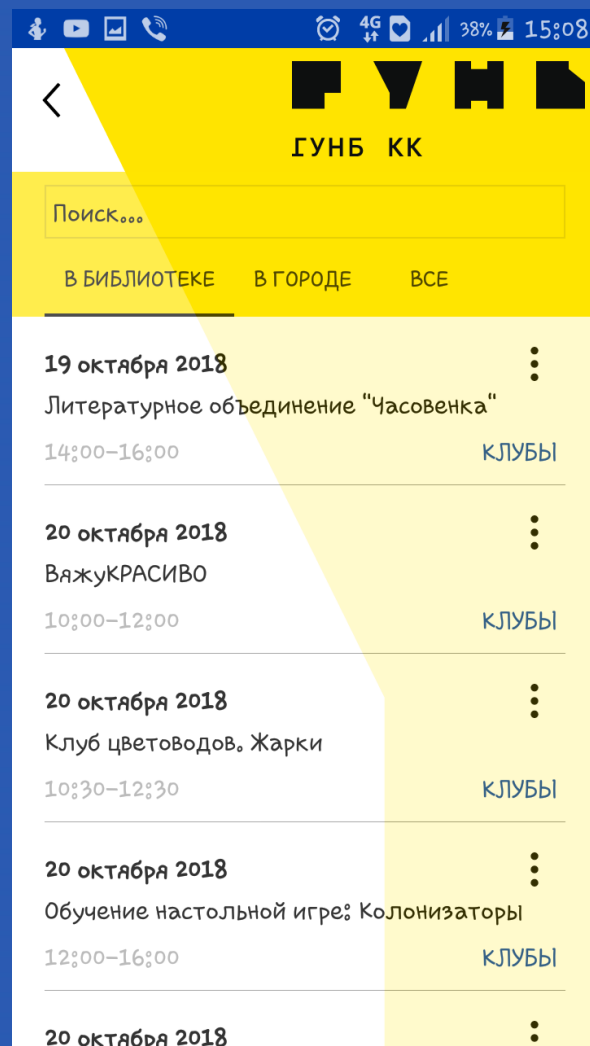 4G 38% 15:08
ГУНБ
ГУНБ КК
Поиск...
В БИБЛИОТЕКЕ В ГОРОДЕ ВСЕ
19 октября 2018
Литературное объединение "Часовенка"
14:00–16:00 КЛУБЫ
20 октября 2018
ВяжуКРАСИВО
10:00–12:00 КЛУБЫ
20 октября 2018
Клуб цветоводов. Жарки
10:30–12:30 КЛУБЫ
20 октября 2018
Обучение настольной игре: Колонизаторы
12:00–16:00 КЛУБЫ
20 октября 2018